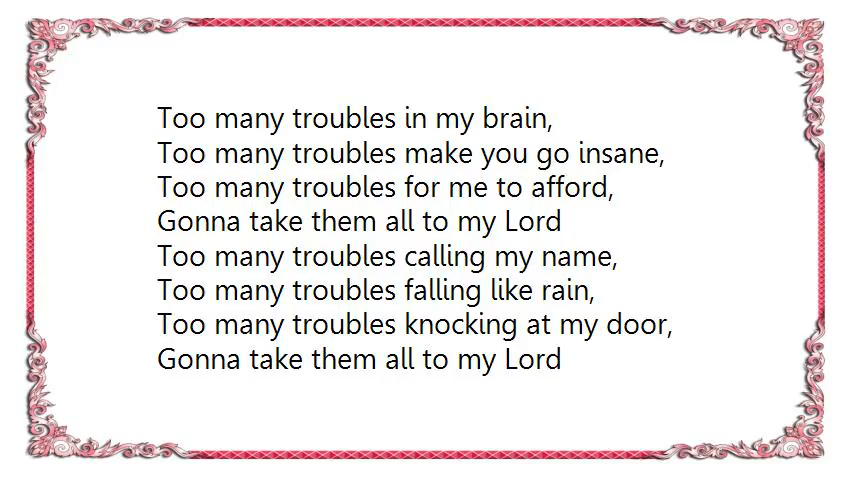 Too many troubles in my brain,
Too many troubles make you go insane,
Too many troubles for me to afford,
Gonna take them all to my Lord
Too many troubles calling my name,
Too many troubles falling like rain,
Too many troubles knocking at my door,
Gonna take them all to my Lord